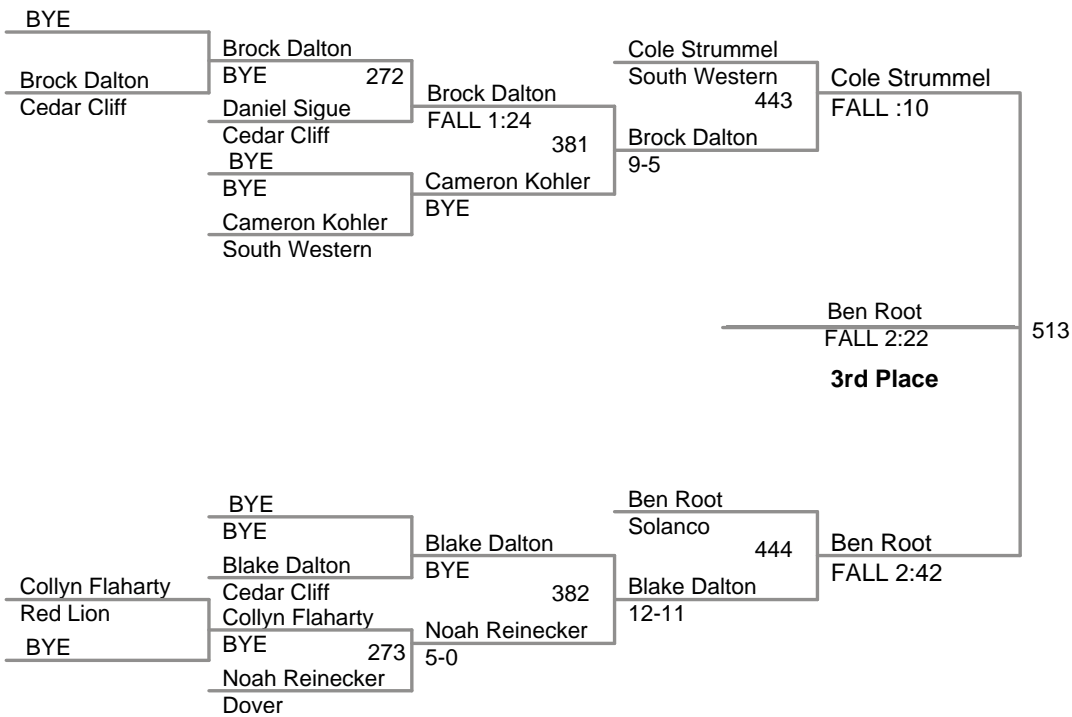 BYE
Brock Dalton
Cedar Cliff
Brock Dalton
BYE
272
Daniel Sigue
Cedar Cliff
BYE
BYE
Cameron Kohler
South Western
Brock Dalton
FALL 1:24
381
Cameron Kohler
BYE
Cole Strummel
South Western
443
Brock Dalton
9-5
Cole Strummel
FALL :10
Ben Root
FALL 2:22
513
3rd Place
BYE
BYE
Blake Dalton
Cedar Cliff
Collyn Flaharty
Red Lion
BYE
Collyn Flaharty
BYE
273
Noah Reinecker
Dover
Blake Dalton
BYE
382
Noah Reinecker
5-0
Ben Root
Solanco
444
Blake Dalton
12-11
Ben Root
FALL 2:42